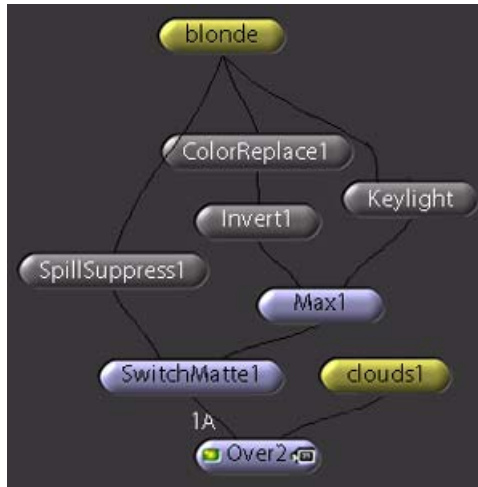 blonde
ColorReplace1
Keylight
Invert1
SpillSuppress1
Max1
SwitchMatte1
clouds1
1A
Over2